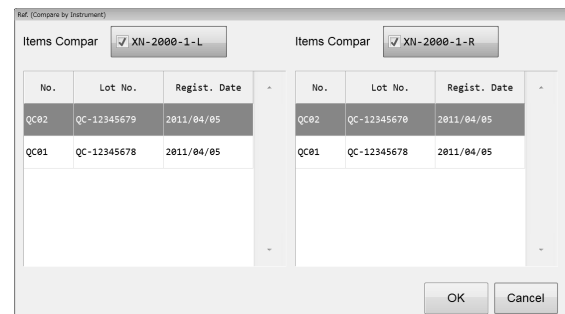 Ref. (Compare by Instrument)
Items Compar XN-2000-1-L Items Compar XN-2000-1-R
No. Lot No. Regist. Date No. Lot No. Regist. Date
QC02 QC-12345679 2011/04/05 QC02 QC-12345670 2011/04/05
QC01 QC-12345678 2011/04/05 QC01 QC-12345678 2011/04/05
OK Cancel